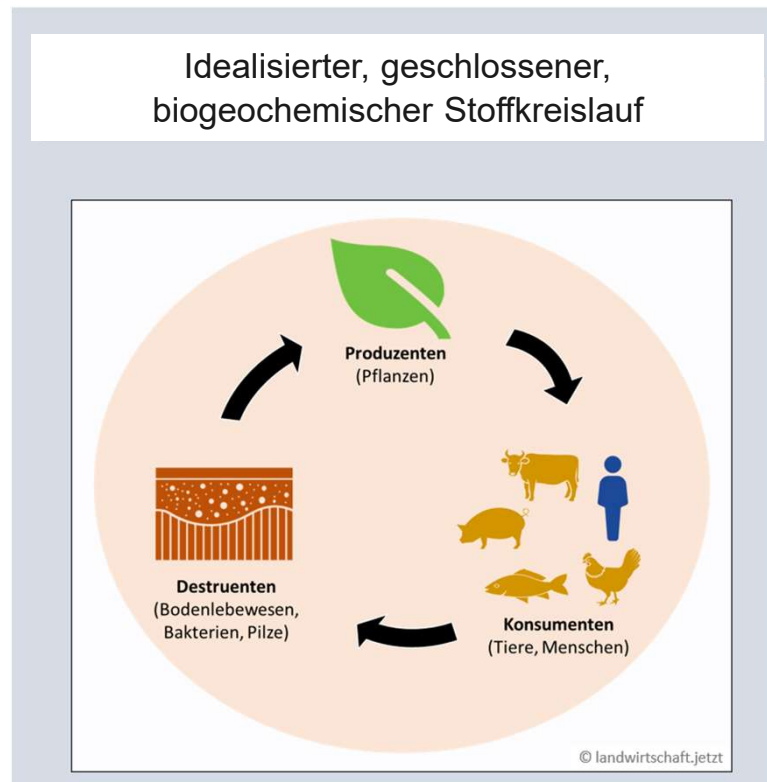 Idealisierter, geschlossener,
biogeochemischer Stoffkreislauf
Produzenten
(Pflanzen)
Destruenten
(Bodenlebewesen,
Bakterien, Pilze)
Konsumenten
(Tiere, Menschen)
© landwirtschaft.jetzt